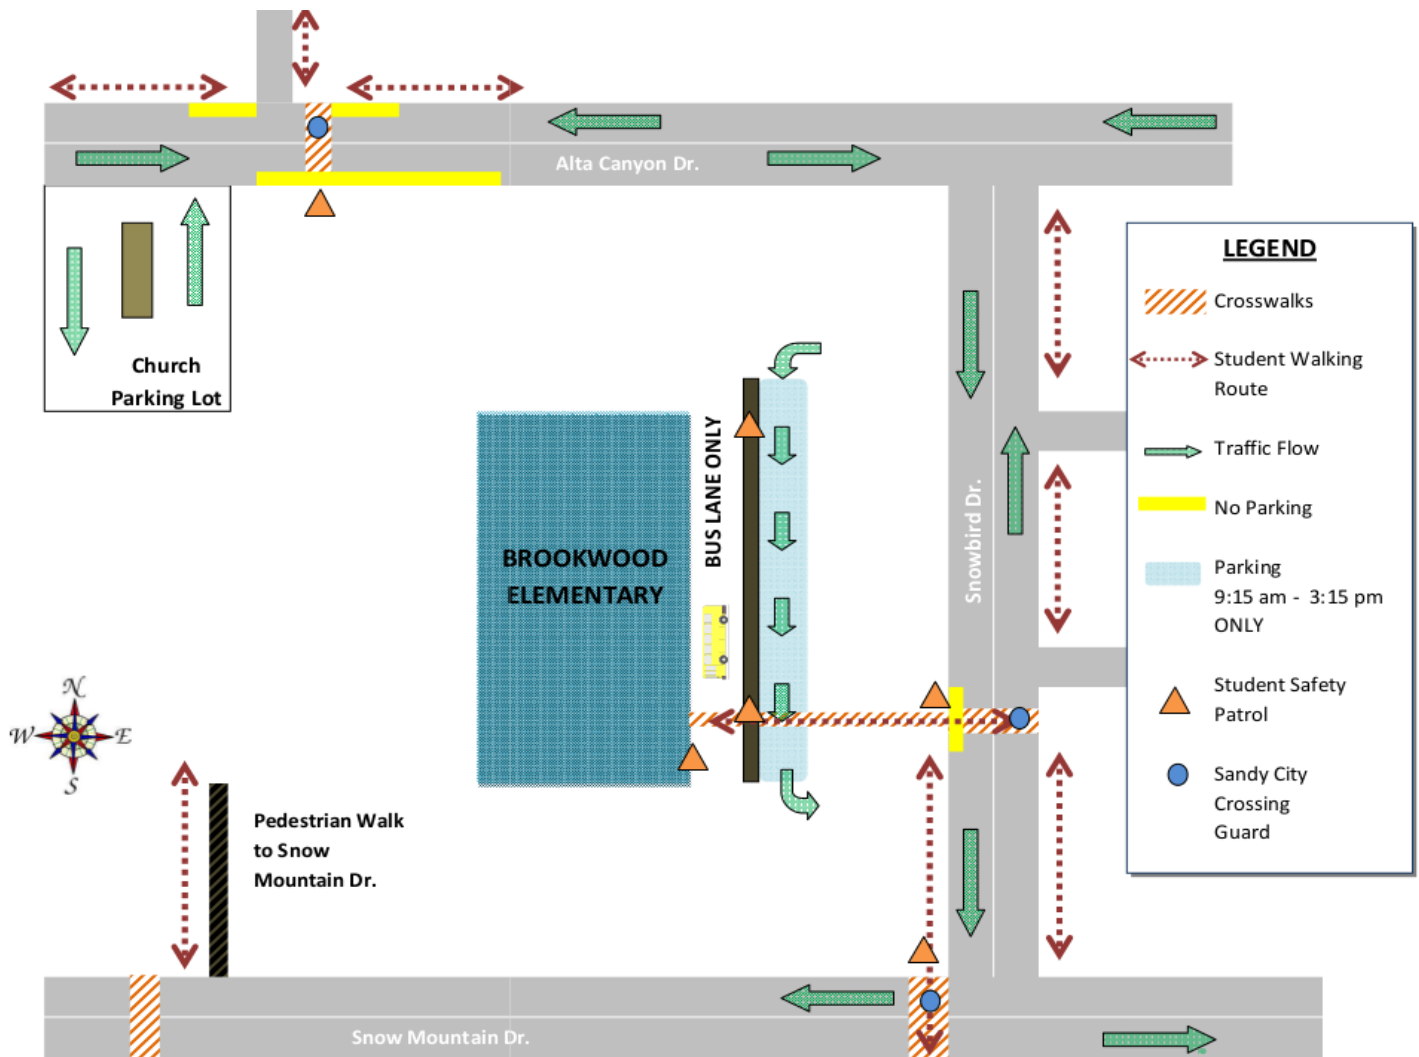 Alta Canyon Dr.
Church
Parking Lot
BROOKWOOD
ELEMENTARY
BUS LANE ONLY
Snowbird Dr.
LEGEND
Crosswalks
Student Walking
Route
Traffic Flow
No Parking
Parking
9:15 am - 3:15 pm
ONLY
Student Safety
Patrol
Sandy City
Crossing
Guard
N
W
E
S
Pedestrian Walk
to Snow
Mountain Dr.
Snow Mountain Dr.